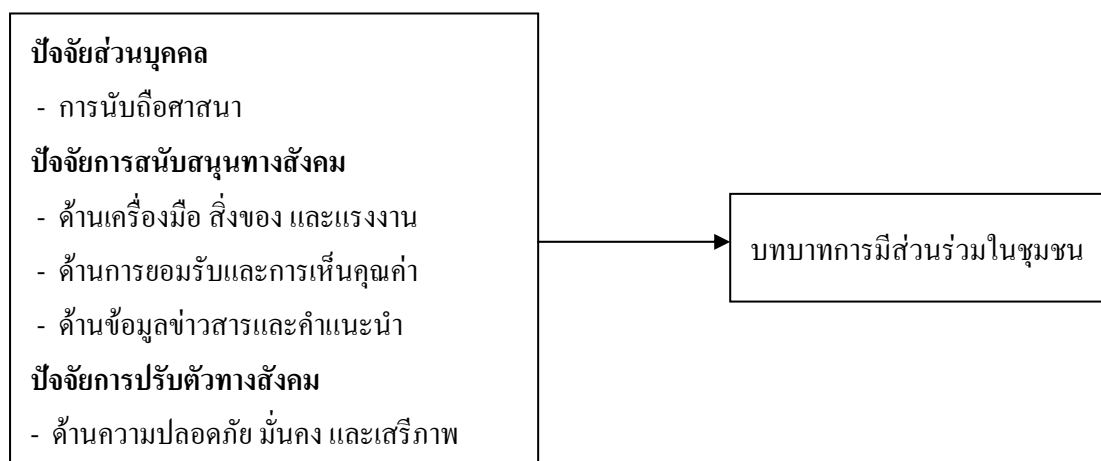 ปัจจัยส่วนบุคคล
- การนับถือศาสนา
ปัจจัยการสนับสนุนทางสังคม
- ด้านเครื่องมือ สิ่งของ และแรงงาน
- ด้านการยอมรับและการเห็นคุณค่า
- ด้านข้อมูลข่าวสารและคำแนะนำ
ปัจจัยการปรับตัวทางสังคม
- ด้านความปลอดภัย มั่นคง และเสรีภาพ
บทบาทการมีส่วนร่วมในชุมชน